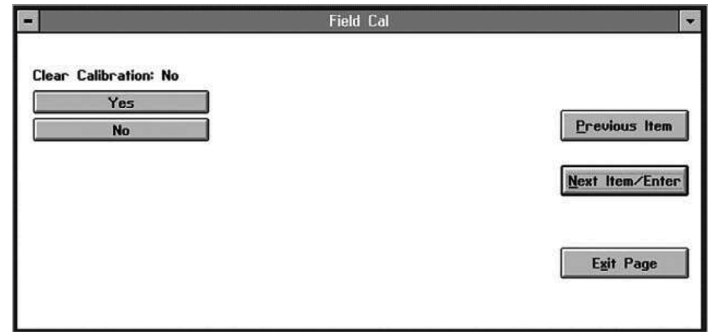 Field Cal
Clear Calibration: No
Yes
No
Previous Item
Next Item/Enter
Exit Page